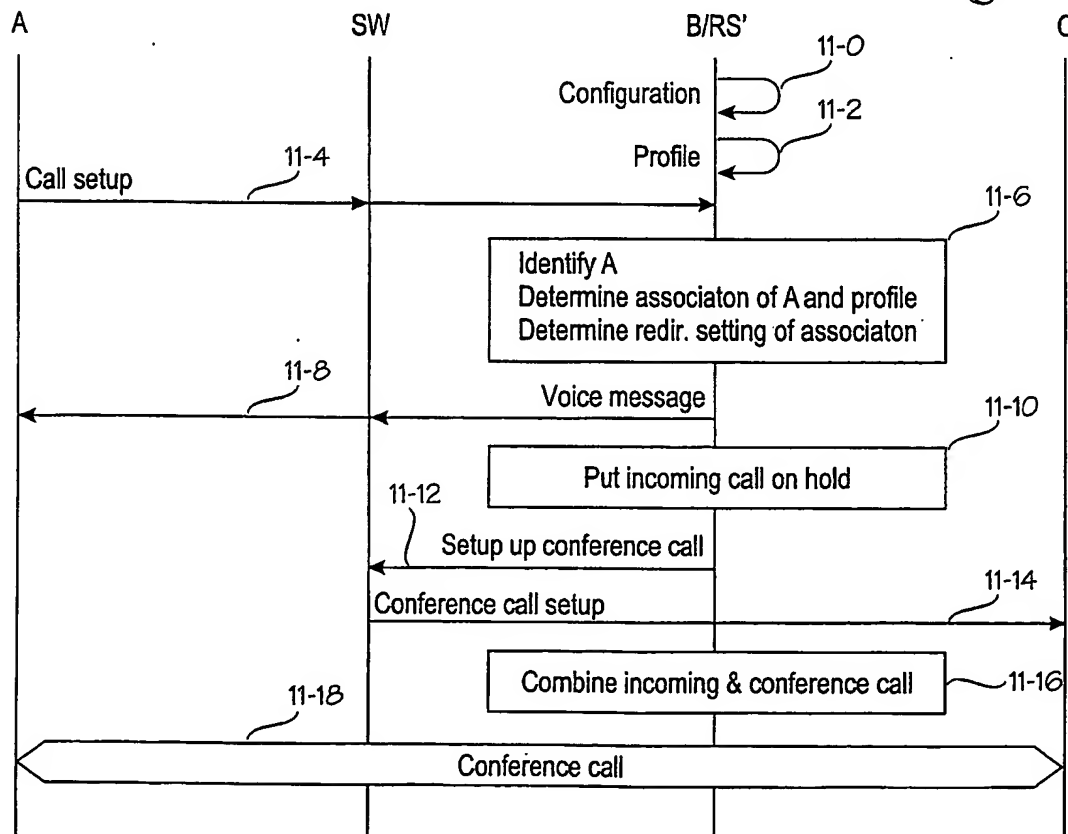 A SW B/RS' C
11-0
Configuration
11-2
Profile
11-4
Call setup
11-6
Identify A
Determine associaton of A and profile
Determine redir. setting of associaton
11-8
Voice message
11-10
Put incoming call on hold
11-12
Setup up conference call
11-14
Conference call setup
Combine incoming & conference call
11-16
11-18
Conference call